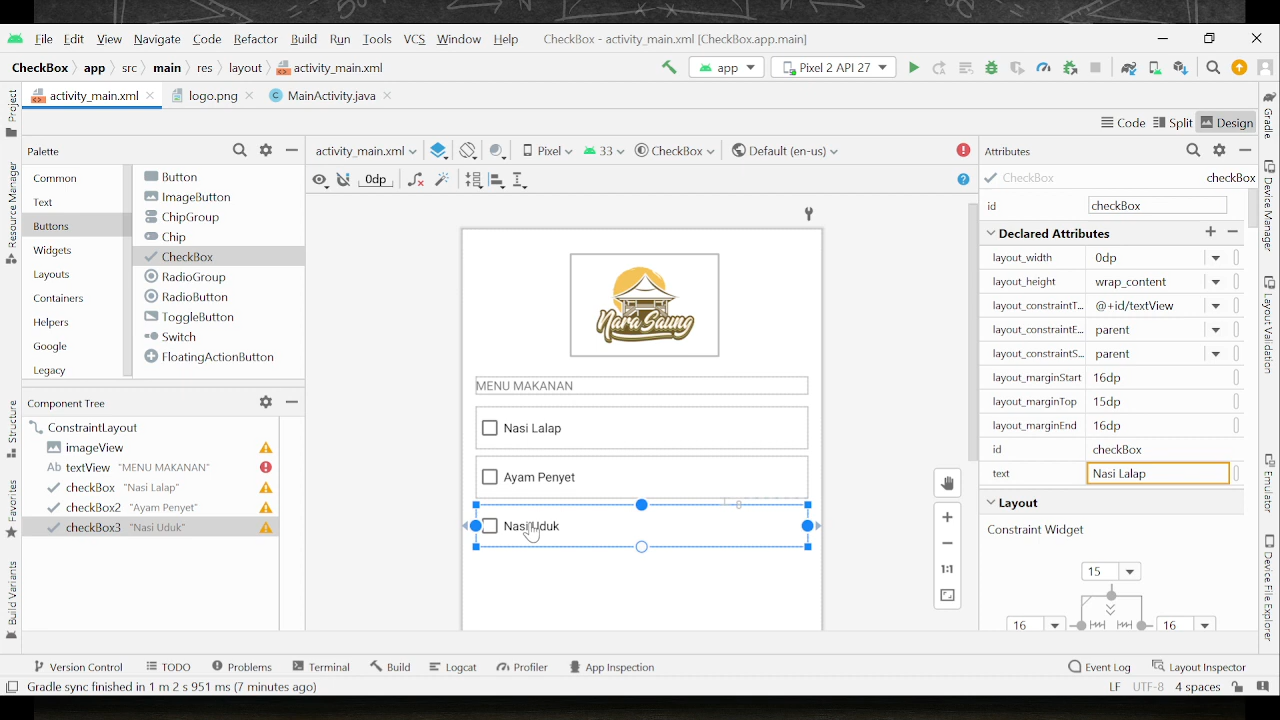 File Edit View Navigate Code Refactor Build Run Tools VCS Window Help CheckBox - activity_main.xml [CheckBox.app.main]
CheckBox app src main res layout activity_main.xml app Pixel 2 API 27
activity_main.xml logo.png MainActivity.java
Code Split Design
Project
Resource Manager
Structure
Favorites
Build Variants
Palette
Common
Text
Buttons
Widgets
Layouts
Containers
Helpers
Google
Legacy
Button
ImageButton
ChipGroup
Chip
CheckBox
RadioGroup
RadioButton
ToggleButton
Switch
FloatingActionButton
Component Tree
ConstraintLayout
imageView
Ab textView "MENU MAKANAN"
checkBox "Nasi Lalap"
checkBox2 "Ayam Penyet"
checkBox3 "Nasi Uduk"
activity_main.xml Pixel 33 CheckBox Default (en-us)
0dp
Nara Saung
MENU MAKANAN
Nasi Lalap
Ayam Penyet
Nasi Uduk
1:1
Attributes
CheckBox checkBox
id checkBox
Declared Attributes
layout_width 0dp
layout_height wrap_content
layout_constraintT... @+id/textView
layout_constraintE... parent
layout_constraintS... parent
layout_marginStart 16dp
layout_marginTop 15dp
layout_marginEnd 16dp
id checkBox
text Nasi Lalap
Layout
Constraint Widget
15
16 16
Gradle
Device Manager
Layout Validation
Emulator
Device File Explorer
Version Control TODO Problems Terminal Build Logcat Profiler App Inspection Event Log Layout Inspector
Gradle sync finished in 1 m 2 s 951 ms (7 minutes ago) LF UTF-8 4 spaces